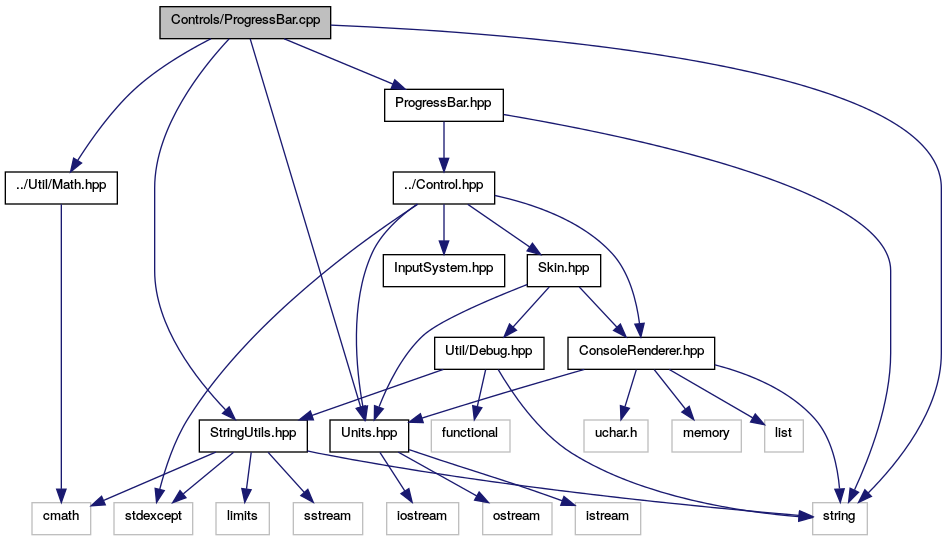 Controls/ProgressBar.cpp
ProgressBar.hpp
../Util/Math.hpp
../Control.hpp
InputSystem.hpp
Skin.hpp
Util/Debug.hpp
ConsoleRenderer.hpp
StringUtils.hpp
Units.hpp
functional
uchar.h
memory
list
cmath
stdexcept
limits
sstream
iostream
ostream
istream
string